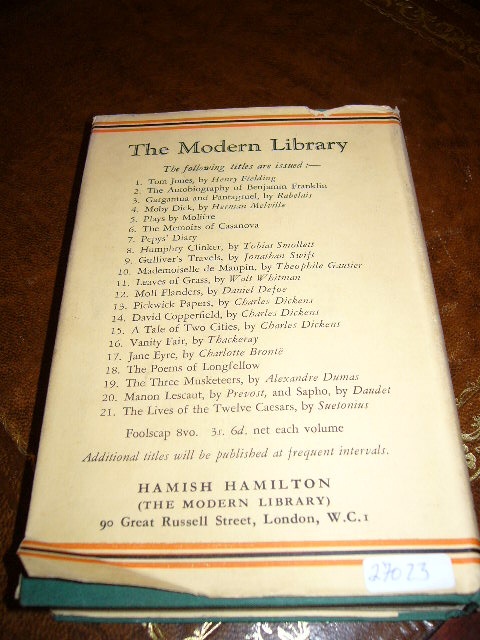 The Modern Library
The following titles are issued :—
1. Tom Jones, by Henry Fielding
2. The Autobiography of Benjamin Franklin
3. Gargantua and Pantagruel, by Rabelais
4. Moby Dick, by Herman Melville
5. Plays by Molière
6. The Memoirs of Casanova
7. Pepys' Diary
8. Humphry Clinker, by Tobias Smollett
9. Gulliver's Travels, by Jonathan Swift
10. Mademoiselle de Maupin, by Theophile Gautier
11. Leaves of Grass, by Walt Whitman
12. Moll Flanders, by Daniel Defoe
13. Pickwick Papers, by Charles Dickens
14. David Copperfield, by Charles Dickens
15. A Tale of Two Cities, by Charles Dickens
16. Vanity Fair, by Thackeray
17. Jane Eyre, by Charlotte Brontë
18. The Poems of Longfellow
19. The Three Musketeers, by Alexandre Dumas
20. Manon Lescaut, by Prevost, and Sapho, by Daudet
21. The Lives of the Twelve Caesars, by Suetonius
Foolscap 8vo. 3s. 6d. net each volume
Additional titles will be published at frequent intervals.
HAMISH HAMILTON
(THE MODERN LIBRARY)
90 Great Russell Street, London, W.C.1
27023